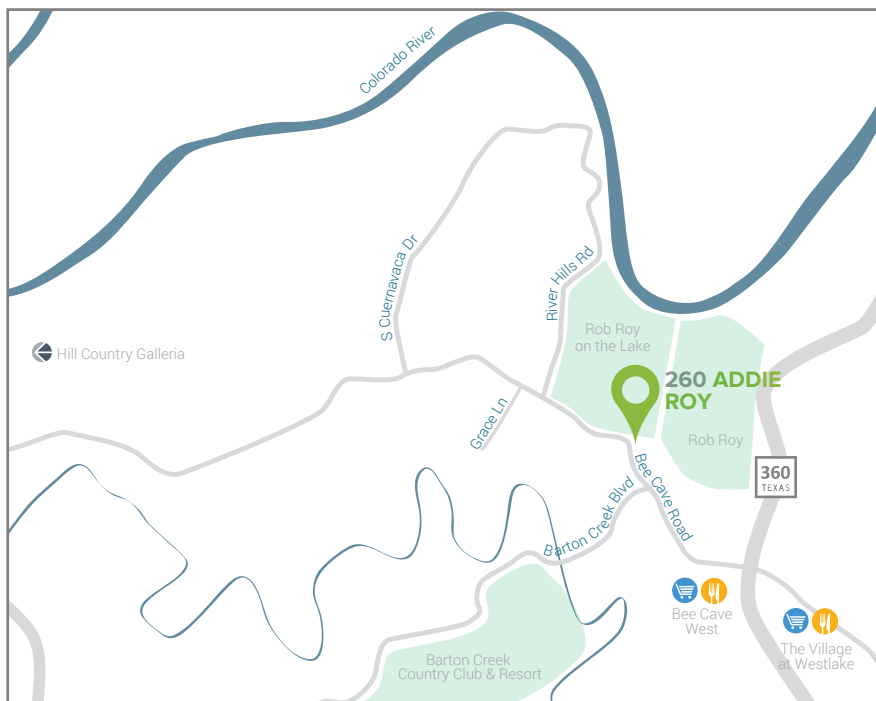 Colorado River
S Cuernavaca Dr
River Hills Rd
Rob Roy
on the Lake
Hill Country Galleria
260 ADDIE
ROY
Grace Ln
Rob Roy
Bee Cave Road
360
TEXAS
Barton Creek Blvd
Bee Cave
West
The Village
at Westlake
Barton Creek
Country Club & Resort